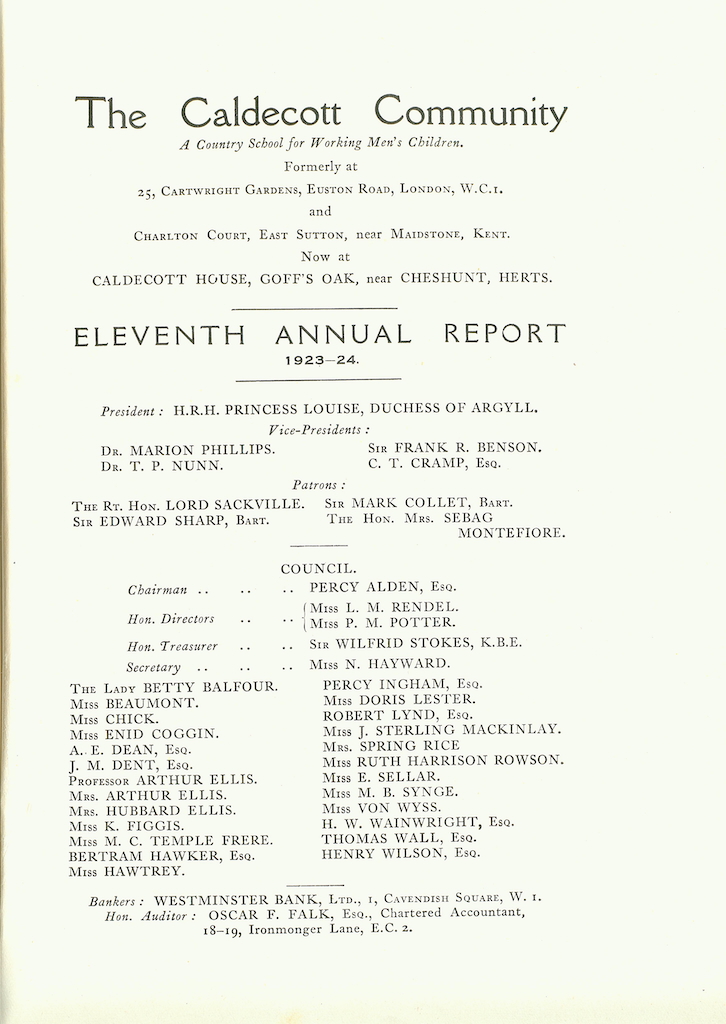 The Caldecott Community
A Country School for Working Men's Children.
Formerly at
25, Cartwright Gardens, Euston Road, London, W.C.1.
and
Charlton Court, East Sutton, near Maidstone, Kent.
Now at
CALDECOTT HOUSE, GOFF'S OAK, near CHESHUNT, HERTS.
ELEVENTH ANNUAL REPORT
1923-24.
President : H.R.H. PRINCESS LOUISE, DUCHESS OF ARGYLL.
Vice-Presidents :
Dr. MARION PHILLIPS. Sir FRANK R. BENSON.
Dr. T. P. NUNN. C. T. CRAMP, Esq.
Patrons :
The Rt. Hon. LORD SACKVILLE. Sir MARK COLLET, Bart.
Sir EDWARD SHARP, Bart. The Hon. Mrs. SEBAG
MONTEFIORE.
COUNCIL.
Chairman .. .. .. PERCY ALDEN, Esq.
Hon. Directors .. .. { Miss L. M. RENDEL.
Miss P. M. POTTER.
Hon. Treasurer .. .. Sir WILFRID STOKES, K.B.E.
Secretary .. .. .. Miss N. HAYWARD.
The Lady BETTY BALFOUR.
Miss BEAUMONT.
Miss CHICK.
Miss ENID COGGIN.
A. E. DEAN, Esq.
J. M. DENT, Esq.
Professor ARTHUR ELLIS.
Mrs. ARTHUR ELLIS.
Mrs. HUBBARD ELLIS.
Miss K. FIGGIS.
Miss M. C. TEMPLE FRERE.
BERTRAM HAWKER, Esq.
Miss HAWTREY.
PERCY INGHAM, Esq.
Miss DORIS LESTER.
ROBERT LYND, Esq.
Miss J. STERLING MACKINLAY.
Mrs. SPRING RICE
Miss RUTH HARRISON ROWSON.
Miss E. SELLAR.
Miss M. B. SYNGE.
Miss VON WYSS.
H. W. WAINWRIGHT, Esq.
THOMAS WALL, Esq.
HENRY WILSON, Esq.
Bankers : WESTMINSTER BANK, Ltd., 1, Cavendish Square, W. 1.
Hon. Auditor : OSCAR F. FALK, Esq., Chartered Accountant,
18-19, Ironmonger Lane, E.C. 2.